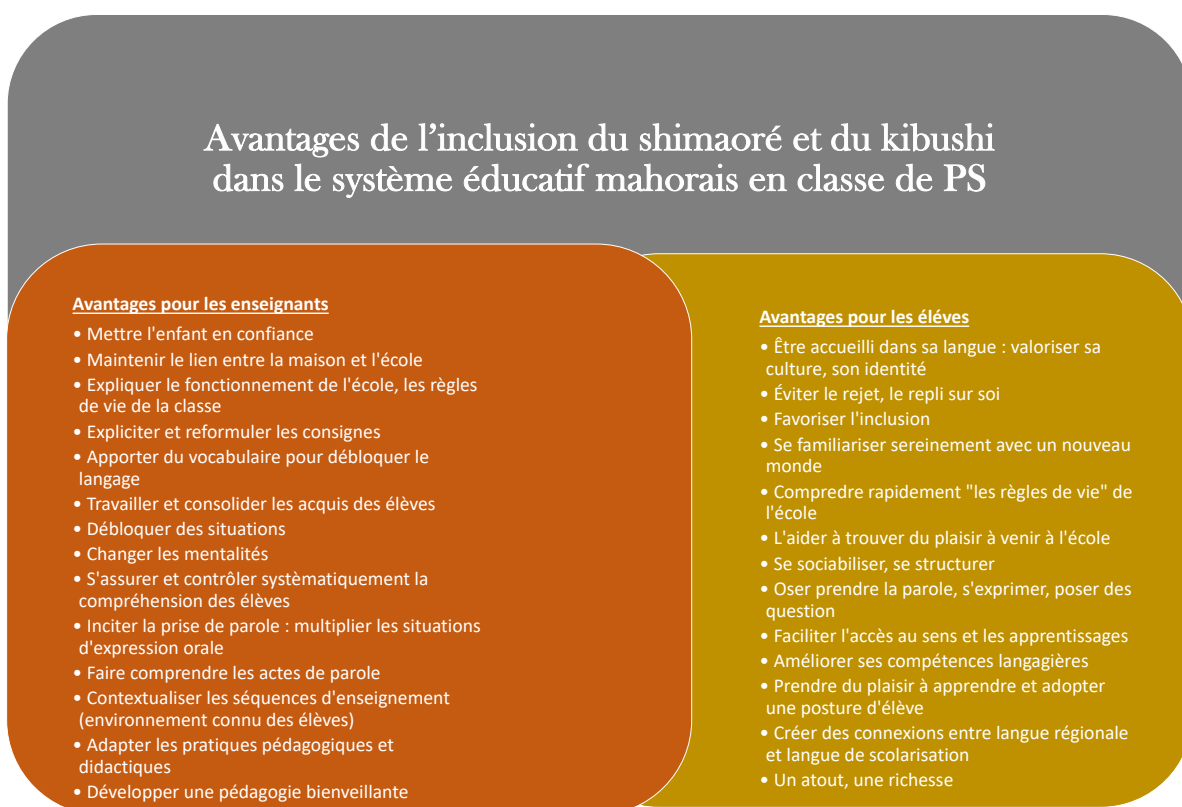 Avantages de l'inclusion du shimaoré et du kibushi
dans le système éducatif mahorais en classe de PS
Avantages pour les enseignants
• Mettre l'enfant en confiance
• Maintenir le lien entre la maison et l'école
• Expliquer le fonctionnement de l'école, les règles
de vie de la classe
• Expliciter et reformuler les consignes
• Apporter du vocabulaire pour débloquer le
langage
• Travailler et consolider les acquis des élèves
• Débloquer des situations
• Changer les mentalités
• S'assurer et contrôler systèmatiquement la
compréhension des élèves
• Inciter la prise de parole : multiplier les situations
d'expression orale
• Faire comprendre les actes de parole
• Contextualiser les séquences d'enseignement
(environnement connu des élèves)
• Adapter les pratiques pédagogiques et
didactiques
• Développer une pédagogie bienveillante
Avantages pour les éléves
• Être accueilli dans sa langue : valoriser sa
culture, son identité
• Éviter le rejet, le repli sur soi
• Favoriser l'inclusion
• Se familiariser sereinement avec un nouveau
monde
• Compredre rapidement "les règles de vie" de
l'école
• L'aider à trouver du plaisir à venir à l'école
• Se sociabiliser, se structurer
• Oser prendre la parole, s'exprimer, poser des
question
• Faciliter l'accès au sens et les apprentissages
• Améliorer ses compétences langagières
• Prendre du plaisir à apprendre et adopter
une posture d'élève
• Créer des connexions entre langue régionale
et langue de scolarisation
• Un atout, une richesse